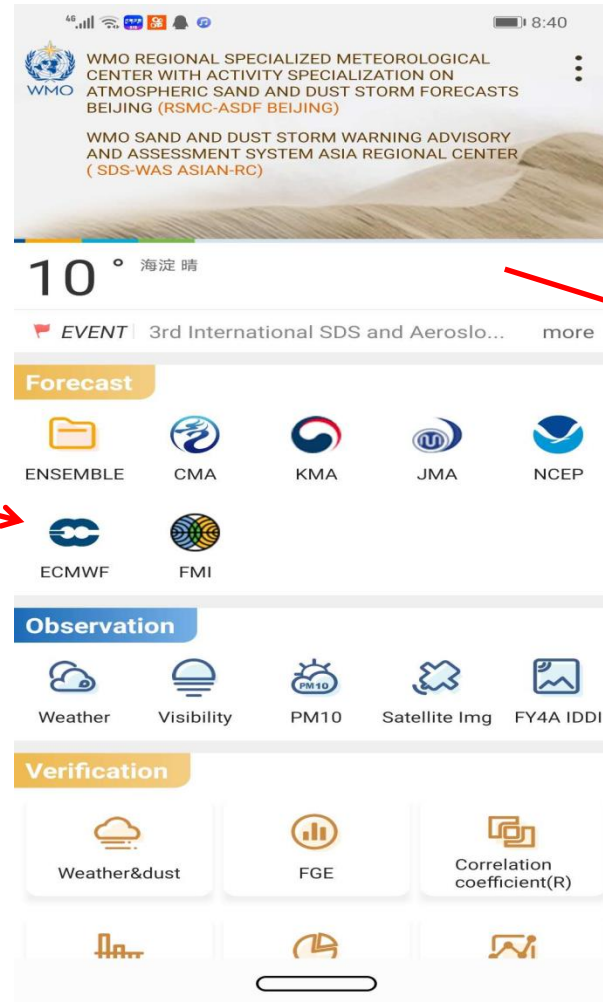 46
8:40
WMO REGIONAL SPECIALIZED METEOROLOGICAL
CENTER WITH ACTIVITY SPECIALIZATION ON
WMO ATMOSPHERIC SAND AND DUST STORM FORECASTS
BEIJING (RSMC-ASDF BEIJING)
WMO SAND AND DUST STORM WARNING ADVISORY
AND ASSESSMENT SYSTEM ASIA REGIONAL CENTER
( SDS-WAS ASIAN-RC)
10° 海淀 晴
EVENT 3rd International SDS and Aeroslo... more
Forecast
ENSEMBLE CMA KMA JMA NCEP
ECMWF FMI
Observation
PM10
Weather Visibility PM10 Satellite Img FY4A IDDI
Verification
Weather&dust FGE Correlation
coefficient(R)